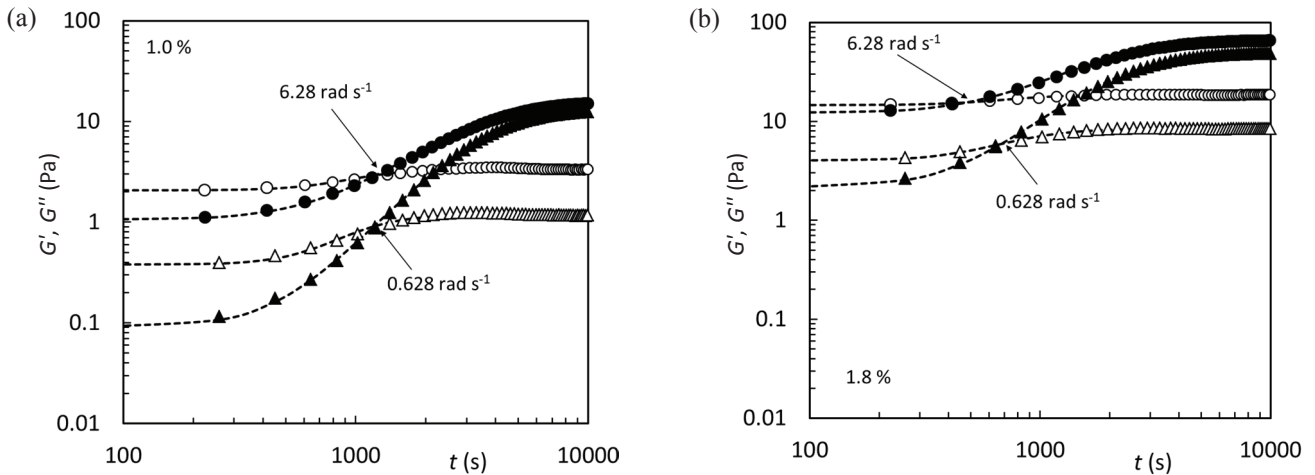 (a)
G′, G″ (Pa)
100
10
1
0.1
0.01
1.0 %
6.28 rad s⁻¹
0.628 rad s⁻¹
100
1000
10000
t (s)
(b)
G′, G″ (Pa)
100
10
1
0.1
0.01
6.28 rad s⁻¹
0.628 rad s⁻¹
1.8 %
100
1000
10000
t (s)